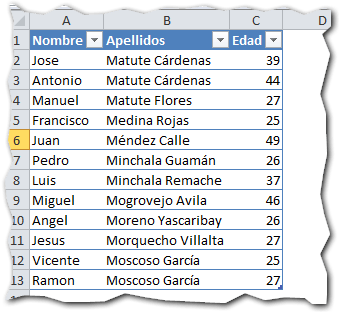 A B C D
1 Nombre Apellidos Edad
2 Jose Matute Cárdenas 39
3 Antonio Matute Cárdenas 44
4 Manuel Matute Flores 27
5 Francisco Medina Rojas 25
6 Juan Méndez Calle 49
7 Pedro Minchala Guamán 26
8 Luis Minchala Remache 37
9 Miguel Mogrovejo Avila 46
10 Angel Moreno Yascaribay 26
11 Jesus Morquecho Villalta 27
12 Vicente Moscoso García 25
13 Ramon Moscoso García 27